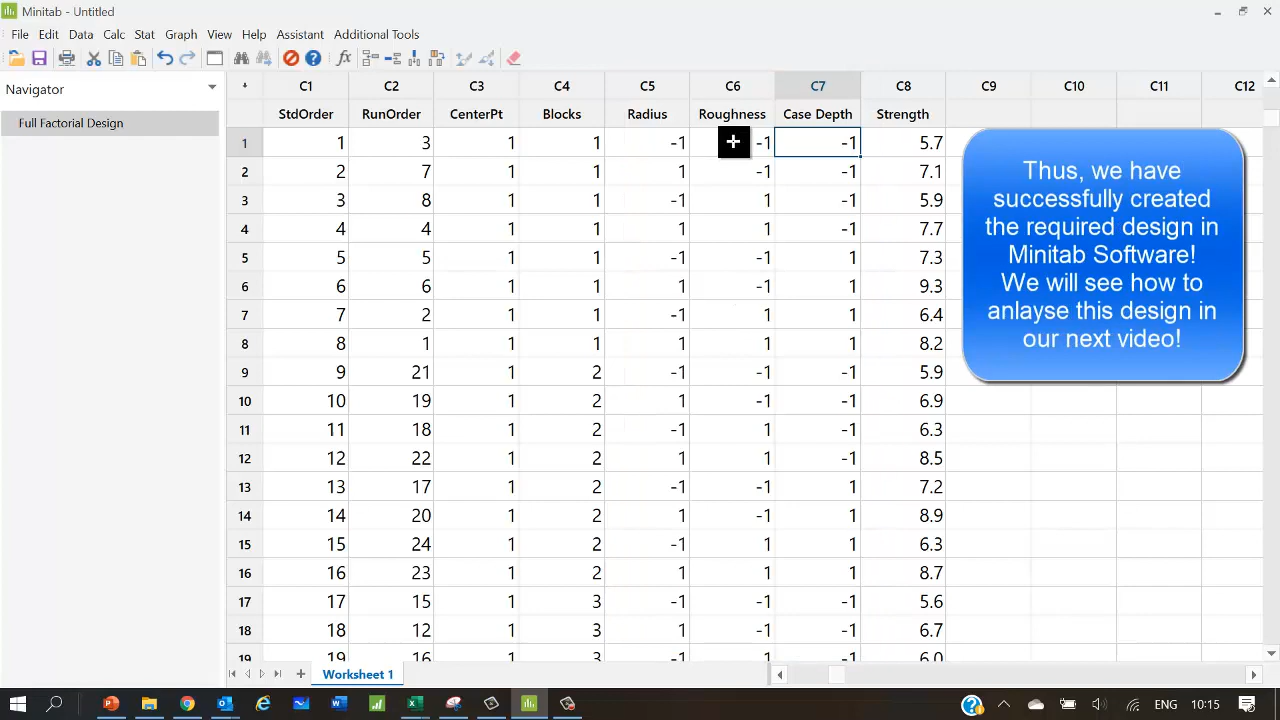 Minitab - Untitled
File Edit Data Calc Stat Graph View Help Assistant Additional Tools
Navigator
Full Factorial Design
C1 C2 C3 C4 C5 C6 C7 C8 C9 C10 C11 C12
StdOrder RunOrder CenterPt Blocks Radius Roughness Case Depth Strength
1 1 3 1 1 -1 -1 -1 5.7
2 2 7 1 1 1 -1 -1 7.1
3 3 8 1 1 -1 1 -1 5.9
4 4 4 1 1 1 1 -1 7.7
5 5 5 1 1 -1 -1 1 7.3
6 6 6 1 1 1 -1 1 9.3
7 7 2 1 1 -1 1 1 6.4
8 8 1 1 1 1 1 1 8.2
9 9 21 1 2 -1 -1 -1 5.9
10 10 19 1 2 1 -1 -1 6.9
11 11 18 1 2 -1 1 -1 6.3
12 12 22 1 2 1 1 -1 8.5
13 13 17 1 2 -1 -1 1 7.2
14 14 20 1 2 1 -1 1 8.9
15 15 24 1 2 -1 1 1 6.3
16 16 23 1 2 1 1 1 8.7
17 17 15 1 3 -1 -1 -1 5.6
18 18 12 1 3 1 -1 -1 6.7
19 19 16 1 3 -1 1 -1 6.0
Thus, we have
successfully created
the required design in
Minitab Software!
We will see how to
anlayse this design in
our next video!
Worksheet 1
ENG 10:15